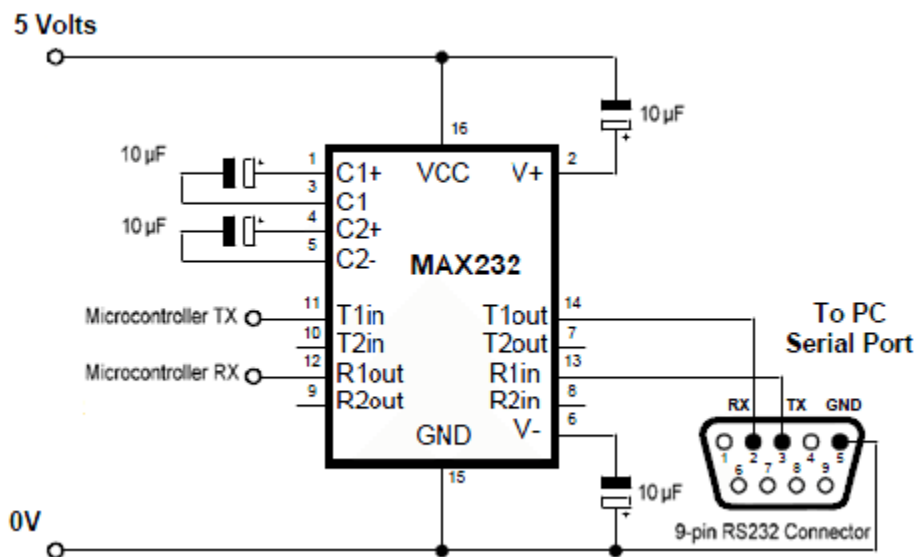 5 Volts
16
10 µF
+
10 µF
+
1
3
C1+
C1
VCC
V+
2
10 µF
+
4
5
C2+
C2-
MAX232
Microcontroller TX
11
T1in
T1out
14
10
T2in
T2out
7
Microcontroller RX
12
R1out
R1in
13
9
R2out
R2in
8
GND
V-
6
15
To PC
Serial Port
RX TX GND
1 2 3 4 5
6 7 8 9
10 µF
+
9-pin RS232 Connector
0V